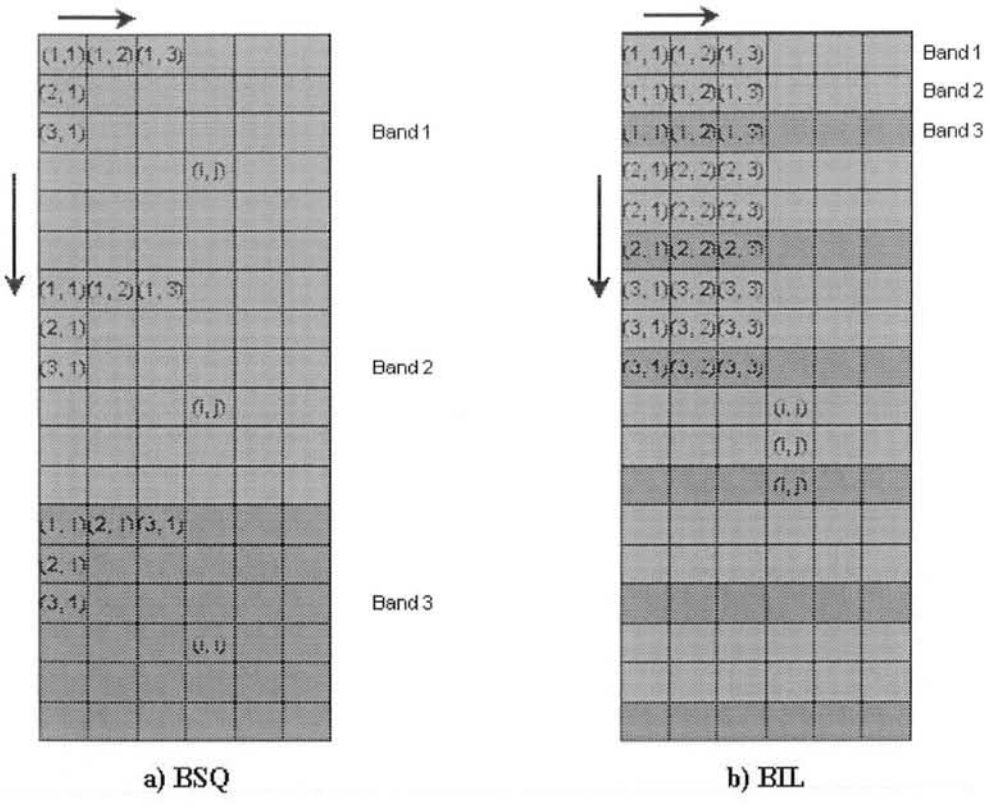 (1,1)(1, 2)(1, 3)
(2, 1)
(3, 1)
Band 1
(i, j)
(1, 1)(1, 2)(1, 3)
(2, 1)
(3, 1)
Band 2
(i, j)
(1, 1)(2, 1)(3, 1)
(2, 1)
(3, 1)
Band 3
(i, j)
a) BSQ
(1, 1)(1, 2)(1, 3) Band 1
(1, 1)(1, 2)(1, 3) Band 2
(1, 1)(1, 2)(1, 3) Band 3
(2, 1)(2, 2)(2, 3)
(2, 1)(2, 2)(2, 3)
(2, 1)(2, 2)(2, 3)
(3, 1)(3, 2)(3, 3)
(3, 1)(3, 2)(3, 3)
(3, 1)(3, 2)(3, 3)
(i, j)
(i, j)
(i, j)
b) BIL